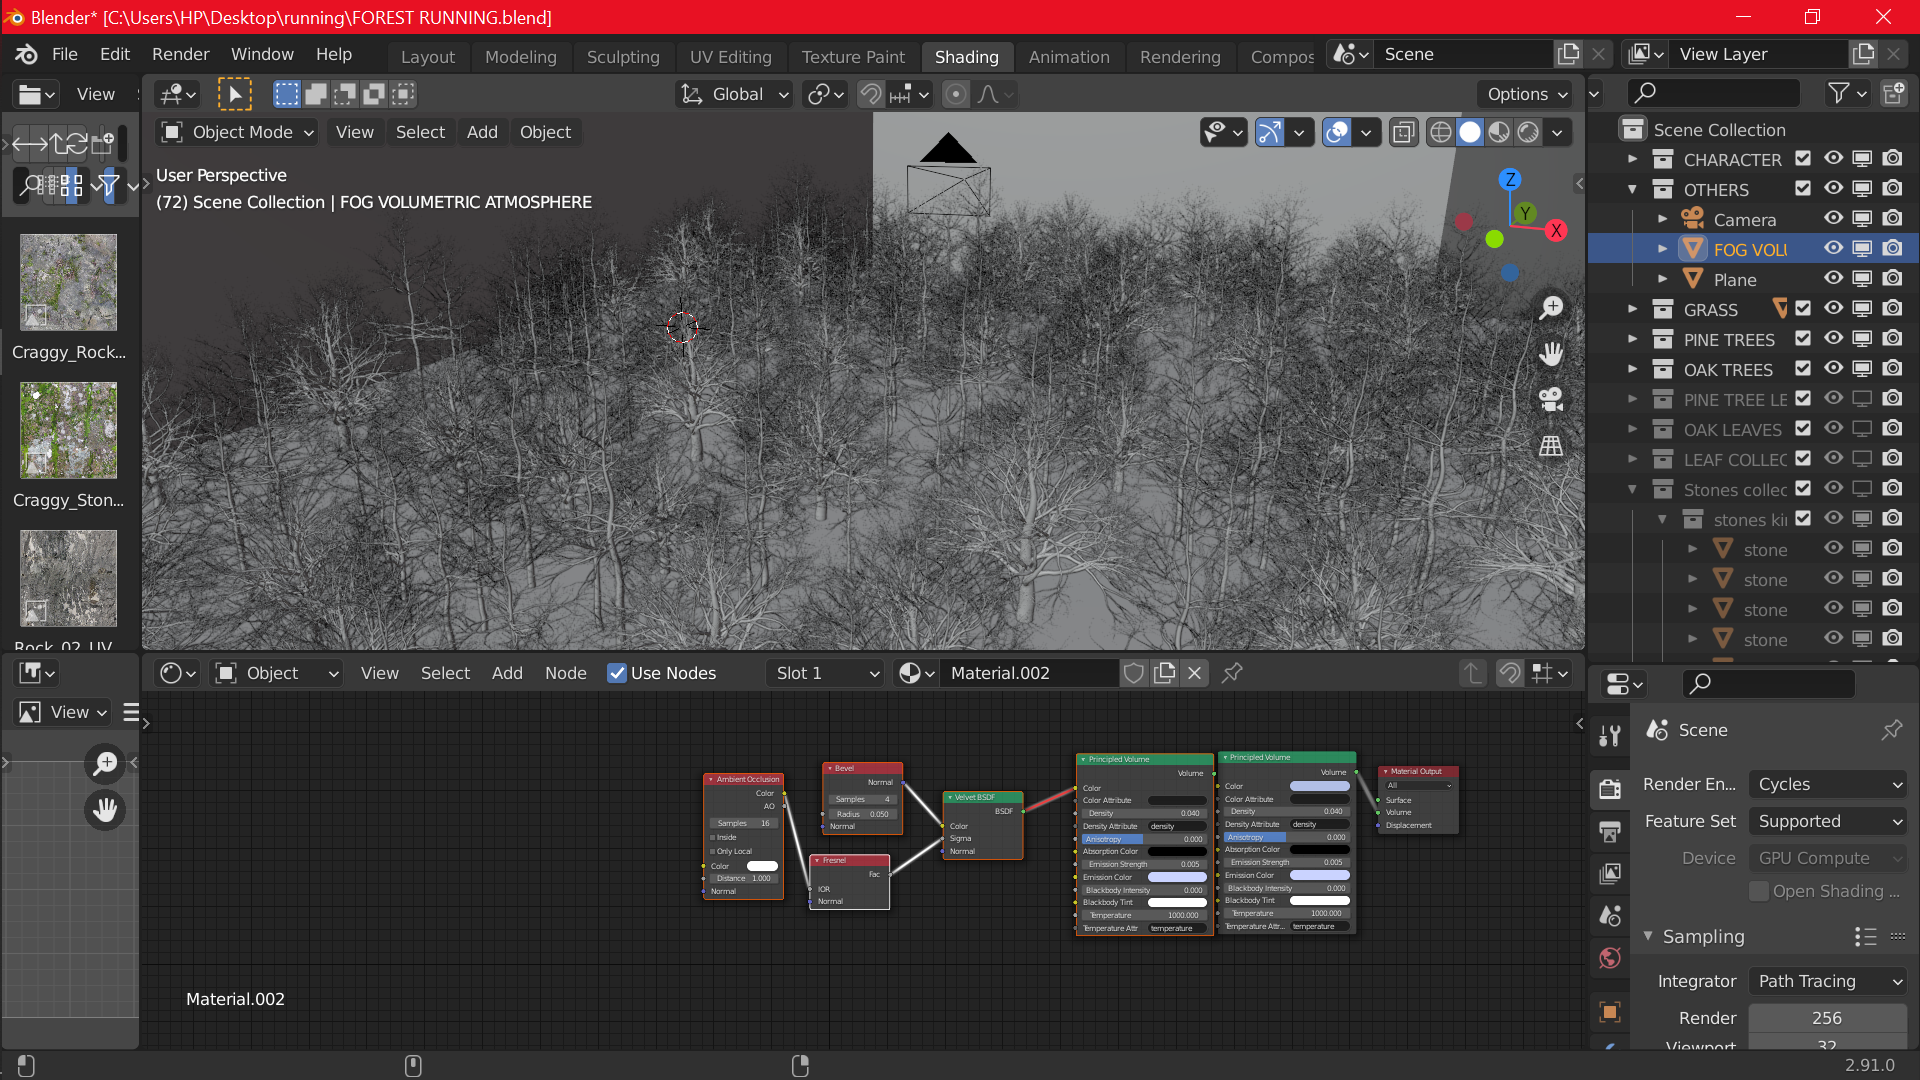 Blender* [C:\Users\HP\Desktop\running\FOREST RUNNING.blend]
File Edit Render Window Help
Layout Modeling Sculpting UV Editing Texture Paint Shading Animation Rendering Compos
Scene
View Layer
View
Global
Options
Object Mode View Select Add Object
User Perspective
(72) Scene Collection | FOG VOLUMETRIC ATMOSPHERE
Z
Y
X
Craggy_Rock...
Craggy_Ston...
Rock_02_UV
Scene Collection
CHARACTER
OTHERS
Camera
FOG VOLU
Plane
GRASS
PINE TREES
OAK TREES
PINE TREE LE
OAK LEAVES
LEAF COLLEC
Stones collec
stones kin
stone
stone
stone
stone
View
Object View Select Add Node Use Nodes Slot 1 Material.002
Ambient Occlusion
Color
AO
Samples 16
Inside
Only Local
Color
Distance 1.000
Normal
Bevel
Normal
Samples 4
Radius 0.050
Normal
Fresnel
Fac
IOR
Normal
Velvet BSDF
BSDF
Color
Sigma
Normal
Principled Volume
Volume
Color
Color Attribute
Density 0.040
Density Attribute density
Anisotropy 0.000
Absorption Color
Emission Strength 0.005
Emission Color
Blackbody Intensity 0.000
Blackbody Tint
Temperature 1000.000
Temperature Attr temperature
Principled Volume
Volume
Color
Color Attribute
Density 0.040
Density Attribute density
Anisotropy 0.000
Absorption Color
Emission Strength 0.005
Emission Color
Blackbody Intensity 0.000
Blackbody Tint
Temperature 1000.000
Temperature Attr... temperature
Material Output
All
Surface
Volume
Displacement
Material.002
Scene
Render En... Cycles
Feature Set Supported
Device GPU Compute
Open Shading ...
Sampling
Integrator Path Tracing
Render 256
Viewport 32
2.91.0